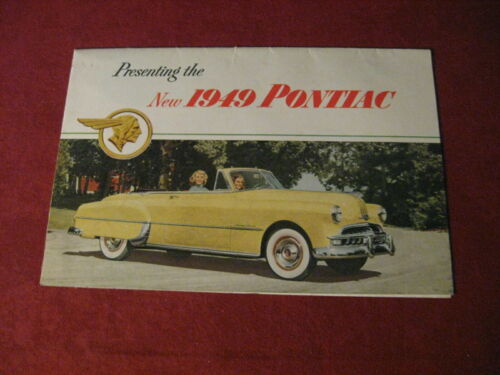 Presenting the
New 1949 PONTIAC